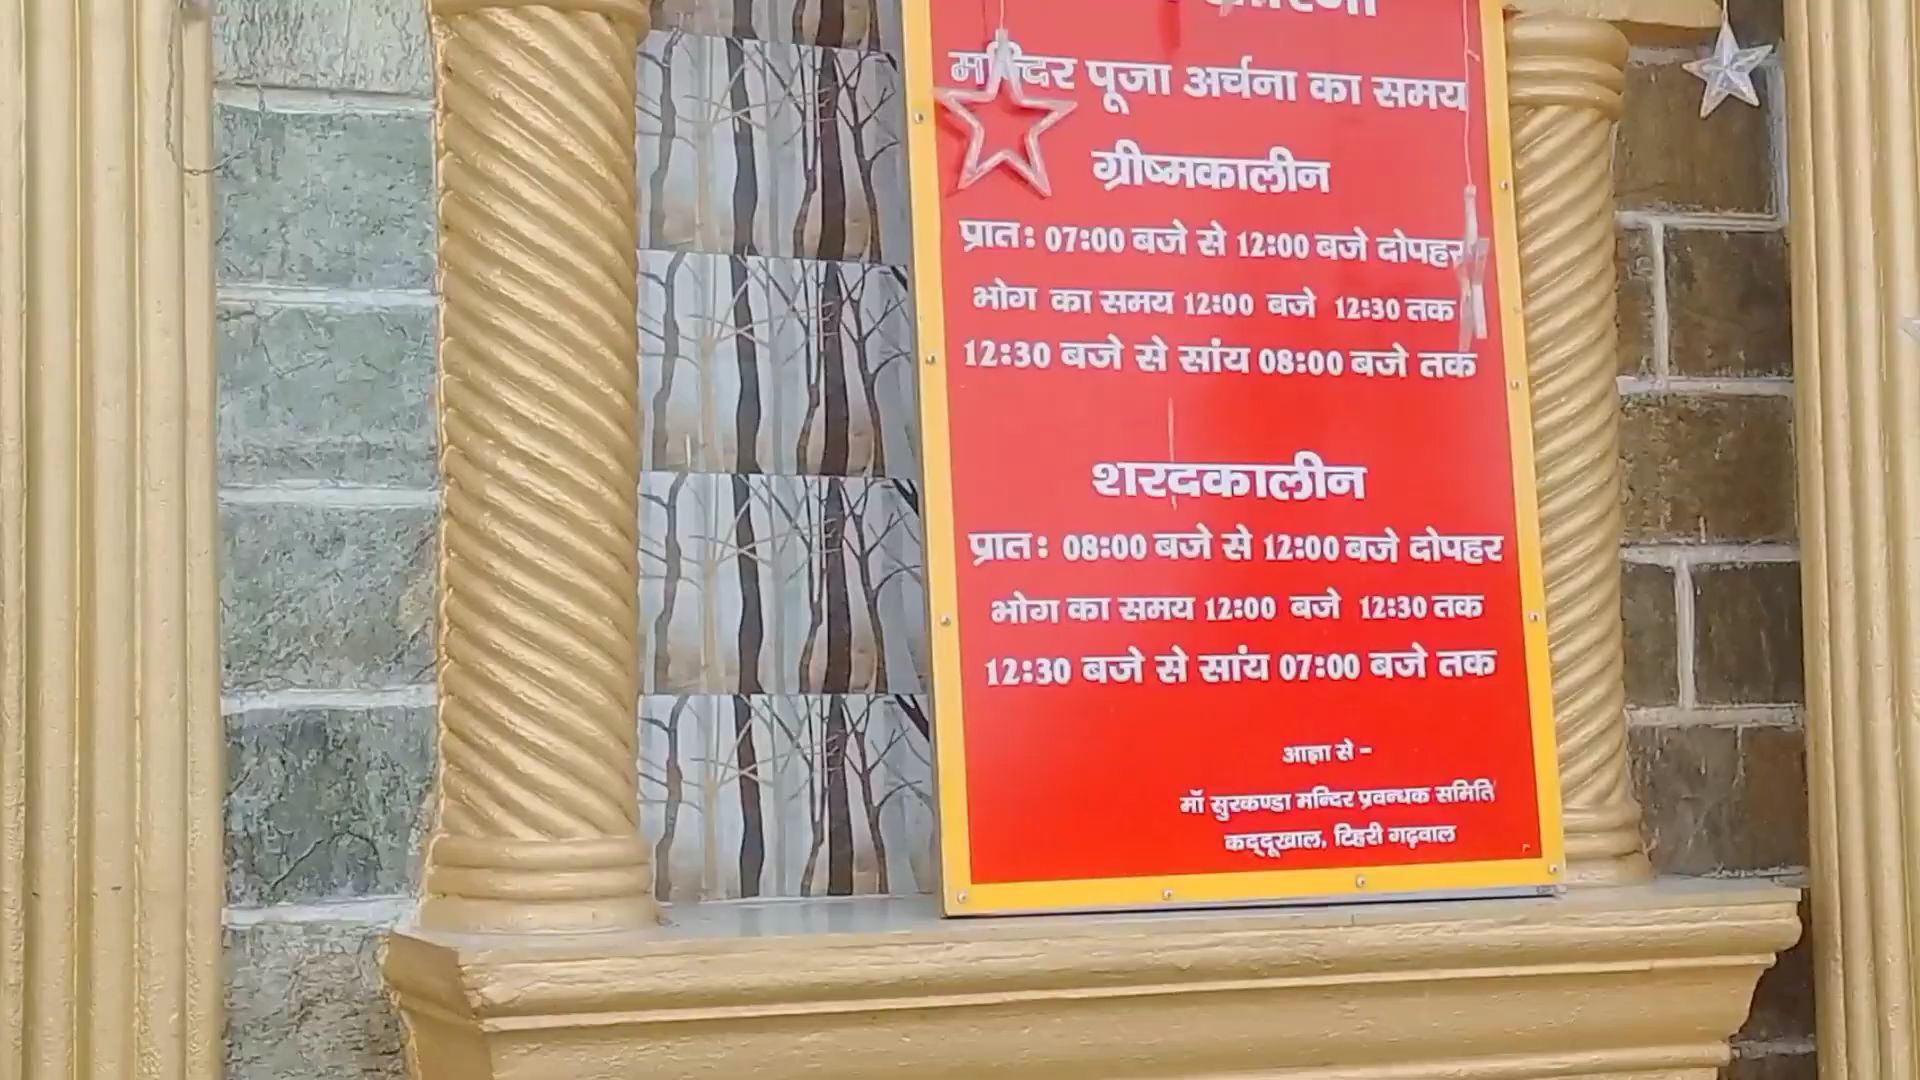 मन्दिर पूजा अर्चना का समय
ग्रीष्मकालीन
प्रातः 07:00 बजे से 12:00 बजे दोपहर
भोग का समय 12:00 बजे 12:30 तक
12:30 बजे से सांय 08:00 बजे तक
शरदकालीन
प्रातः 08:00 बजे से 12:00 बजे दोपहर
भोग का समय 12:00 बजे 12:30 तक
12:30 बजे से सांय 07:00 बजे तक
आज्ञा से -
माॅ सुरकण्डा मन्दिर प्रवन्धक समिति
कद्दूखाल, टिहरी गढ़वाल